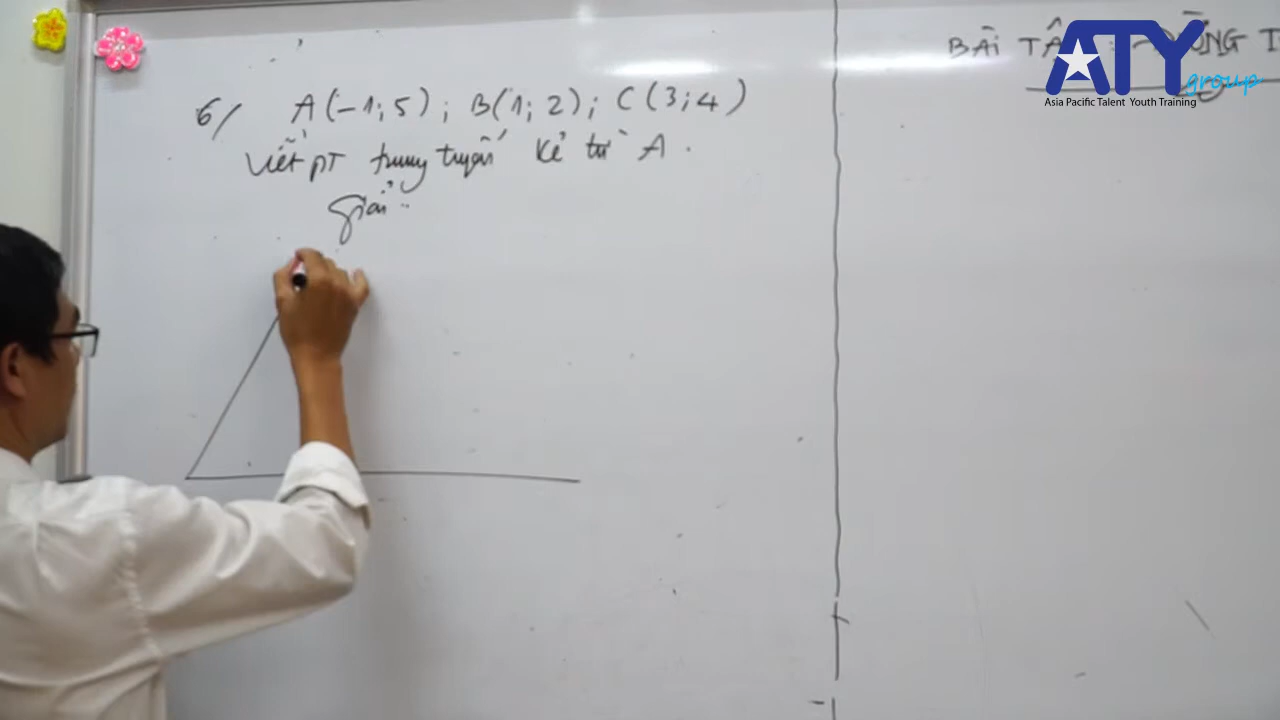 6/ A(-1; 5); B(1; 2); C(3; 4)
Viết PT trung tuyến kẻ từ A.
Giải:
BÀI TẬP : ĐƯỜNG T
ATY
group
Asia Pacific Talent Youth Training